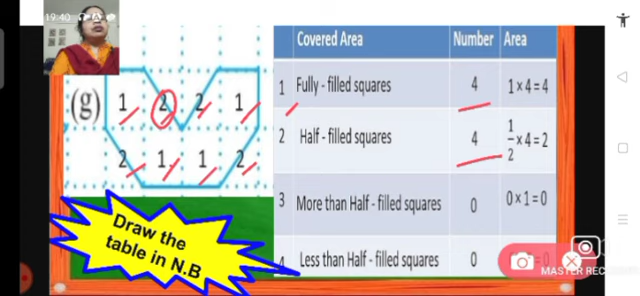 19:40
Covered Area Number Area
(g) 1 2 2 1
2 1 1 2
1 Fully - filled squares 4 1×4=4
2 Half - filled squares 4 1/2 ×4=2
3 More than Half - filled squares 0 0×1=0
4 Less than Half - filled squares 0 =0
Draw the
table in N.B
MASTER REC